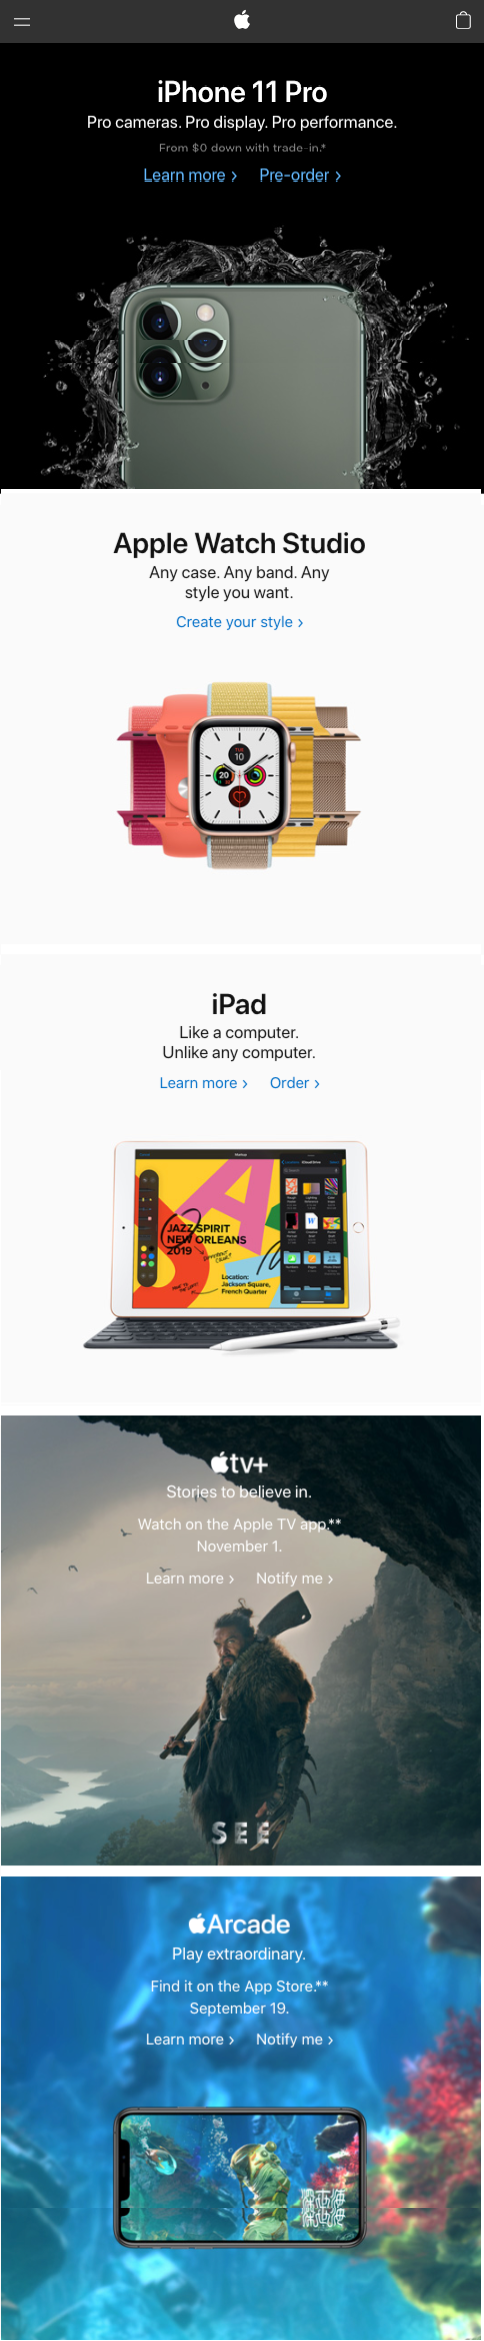 iPhone 11 Pro
Pro cameras. Pro display. Pro performance.
From $0 down with trade-in.*
Learn more › Pre-order ›
Apple Watch Studio
Any case. Any band. Any
style you want.
Create your style ›
TUE
10
20
iPad
Like a computer.
Unlike any computer.
Learn more › Order ›
Markup
JAZZ SPIRIT
NEW ORLEANS
2019
Location:
Jackson Square,
French Quarter
tv+
Stories to believe in.
Watch on the Apple TV app.**
November 1.
Learn more › Notify me ›
SEE
Arcade
Play extraordinary.
Find it on the App Store.**
September 19.
Learn more › Notify me ›